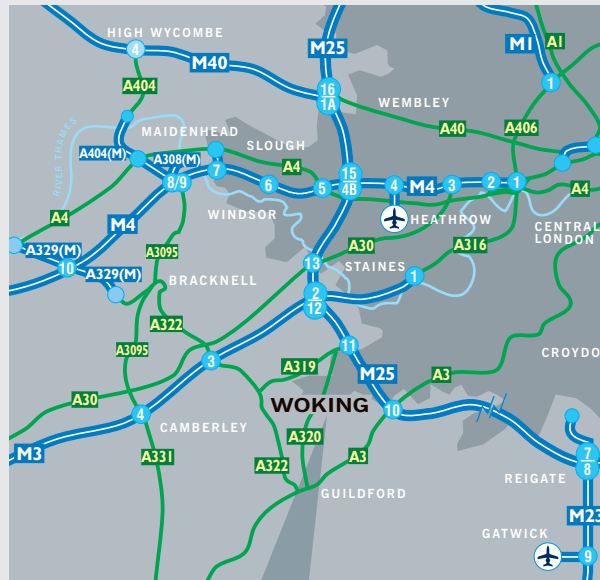 HIGH WYCOMBE
M25
M1
A1
4
M40
A404
16
1A
1
WEMBLEY
A406
A40
RIVER THAMES
MAIDENHEAD
SLOUGH
A404(M)
A308(M)
A4
8/9
7
6
5
15
4B
4
M4
3
2
1
A4
A4
WINDSOR
HEATHROW
CENTRAL
LONDON
M4
A30
A316
A329(M)
10
A3095
13
STAINES
1
A329(M)
BRACKNELL
2
12
A322
A3095
3
A319
11
M25
A3
CROYDO
A30
4
CAMBERLEY
WOKING
10
A320
M3
A331
A322
A3
7
8
REIGATE
GUILDFORD
M23
GATWICK
9